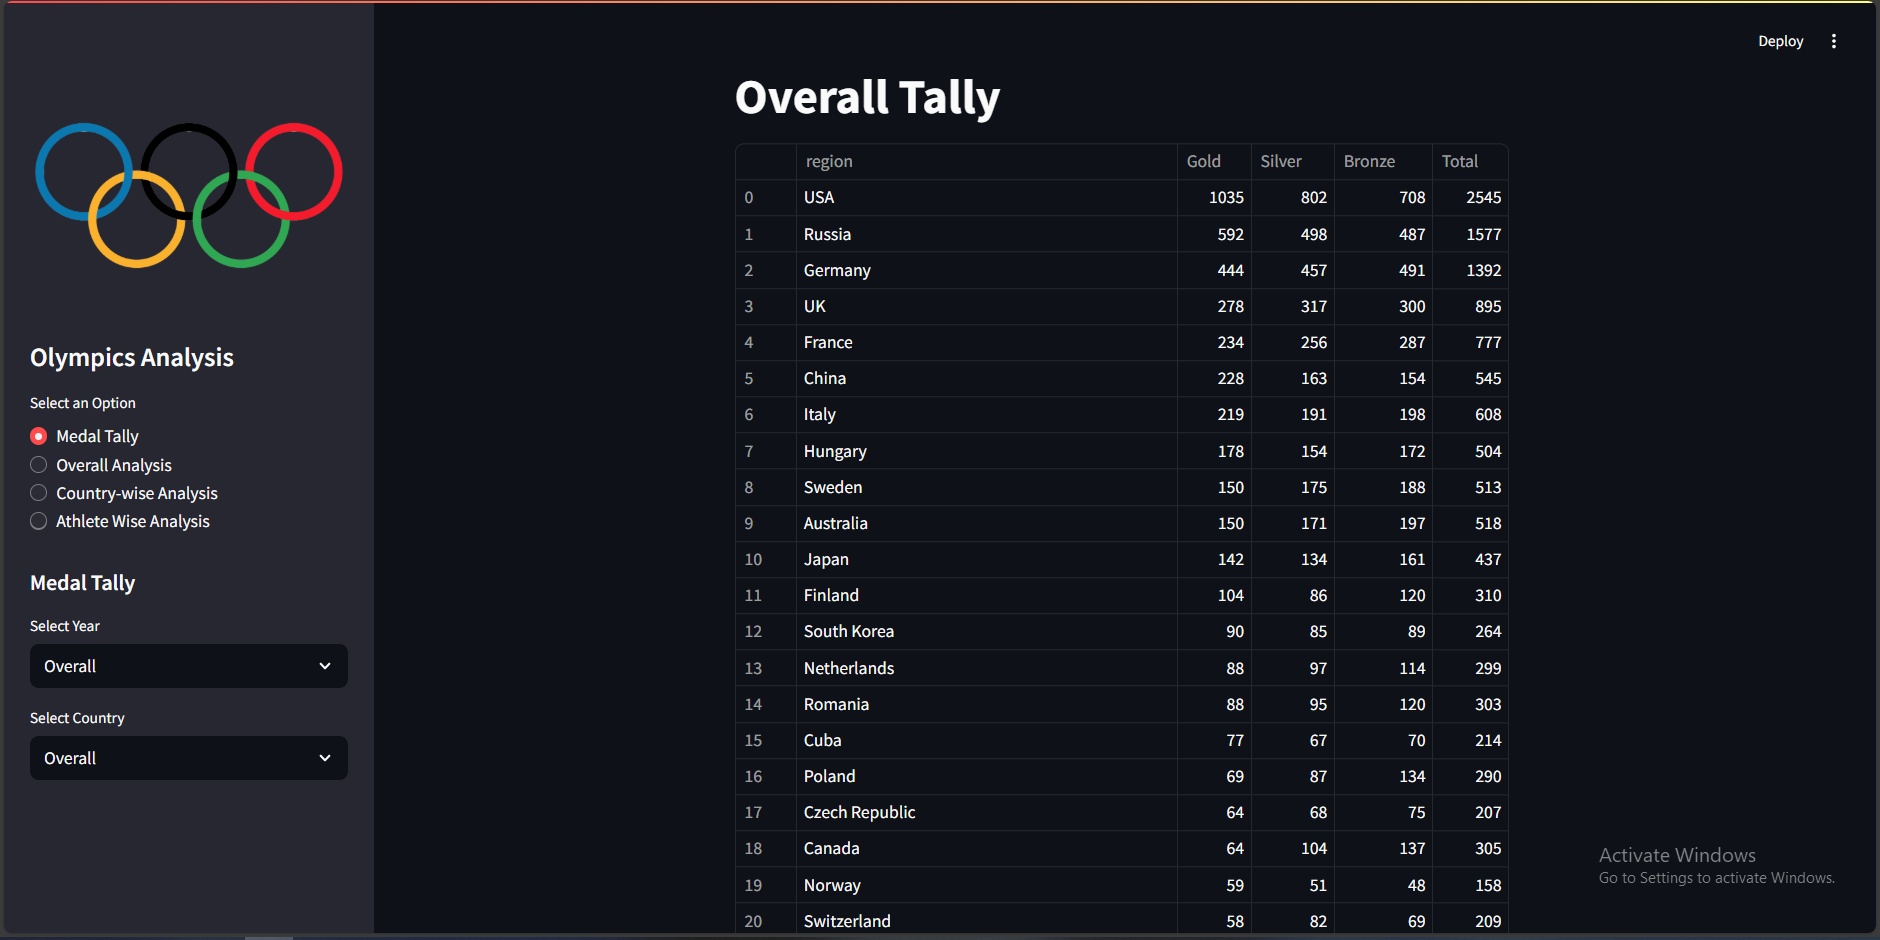 Deploy
Olympics Analysis
Select an Option
Medal Tally
Overall Analysis
Country-wise Analysis
Athlete Wise Analysis
Medal Tally
Select Year
Overall
Select Country
Overall
Overall Tally
region Gold Silver Bronze Total
0 USA 1035 802 708 2545
1 Russia 592 498 487 1577
2 Germany 444 457 491 1392
3 UK 278 317 300 895
4 France 234 256 287 777
5 China 228 163 154 545
6 Italy 219 191 198 608
7 Hungary 178 154 172 504
8 Sweden 150 175 188 513
9 Australia 150 171 197 518
10 Japan 142 134 161 437
11 Finland 104 86 120 310
12 South Korea 90 85 89 264
13 Netherlands 88 97 114 299
14 Romania 88 95 120 303
15 Cuba 77 67 70 214
16 Poland 69 87 134 290
17 Czech Republic 64 68 75 207
18 Canada 64 104 137 305
19 Norway 59 51 48 158
20 Switzerland 58 82 69 209
Activate Windows
Go to Settings to activate Windows.